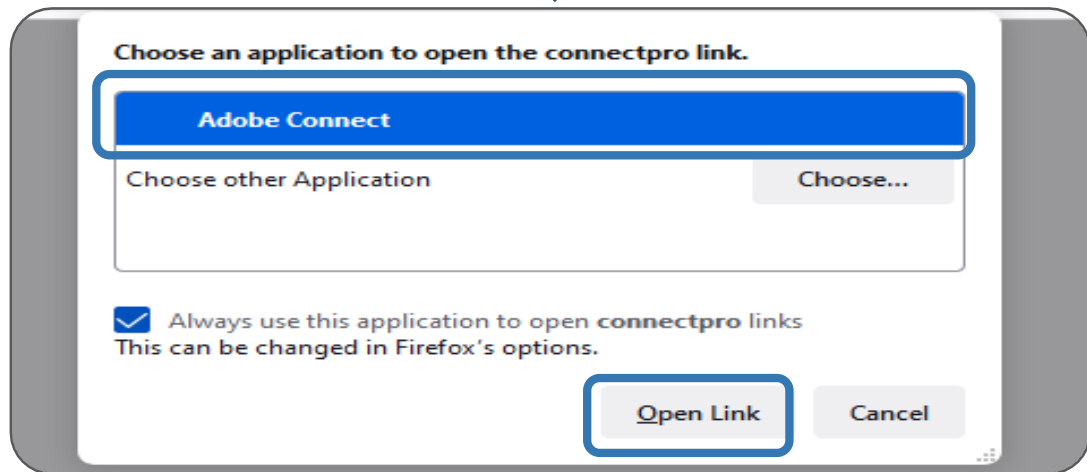 Choose an application to open the connectpro link.
Adobe Connect
Choose other Application
Choose...
Always use this application to open connectpro links
This can be changed in Firefox's options.
Open Link
Cancel